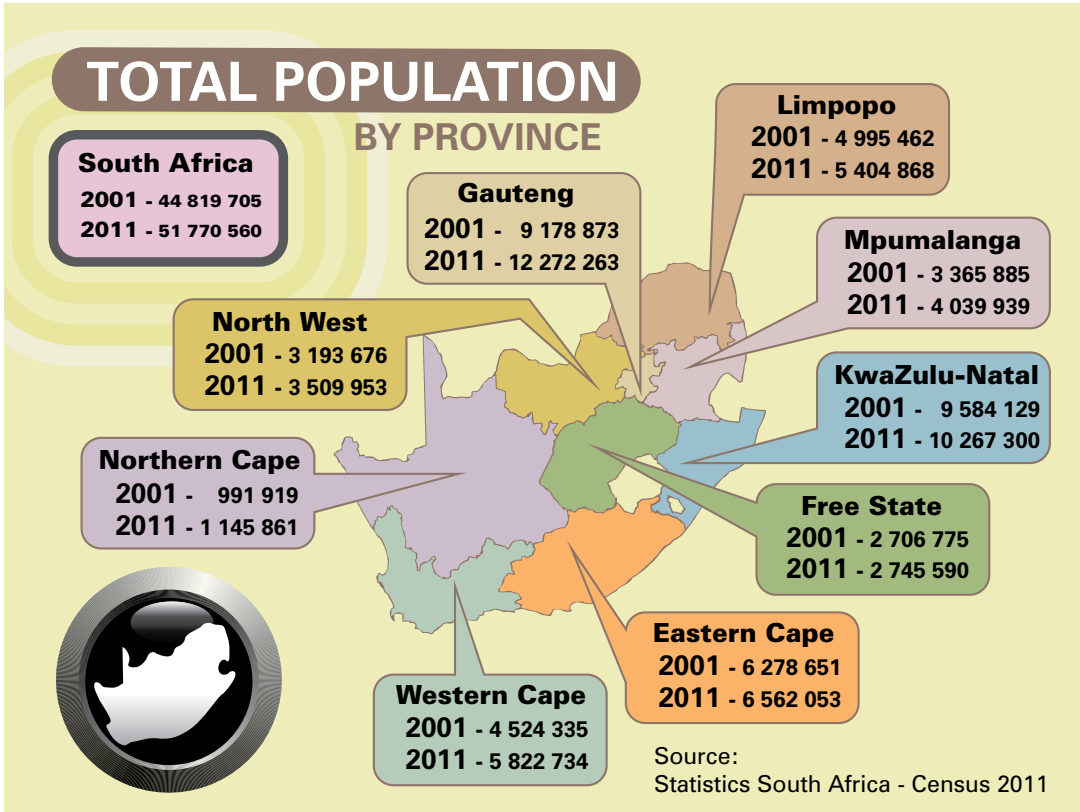 TOTAL POPULATION
BY PROVINCE
South Africa
2001 - 44 819 705
2011 - 51 770 560
Limpopo
2001 - 4 995 462
2011 - 5 404 868
Gauteng
2001 - 9 178 873
2011 - 12 272 263
Mpumalanga
2001 - 3 365 885
2011 - 4 039 939
North West
2001 - 3 193 676
2011 - 3 509 953
KwaZulu-Natal
2001 - 9 584 129
2011 - 10 267 300
Northern Cape
2001 - 991 919
2011 - 1 145 861
Free State
2001 - 2 706 775
2011 - 2 745 590
Eastern Cape
2001 - 6 278 651
2011 - 6 562 053
Western Cape
2001 - 4 524 335
2011 - 5 822 734
Source:
Statistics South Africa - Census 2011